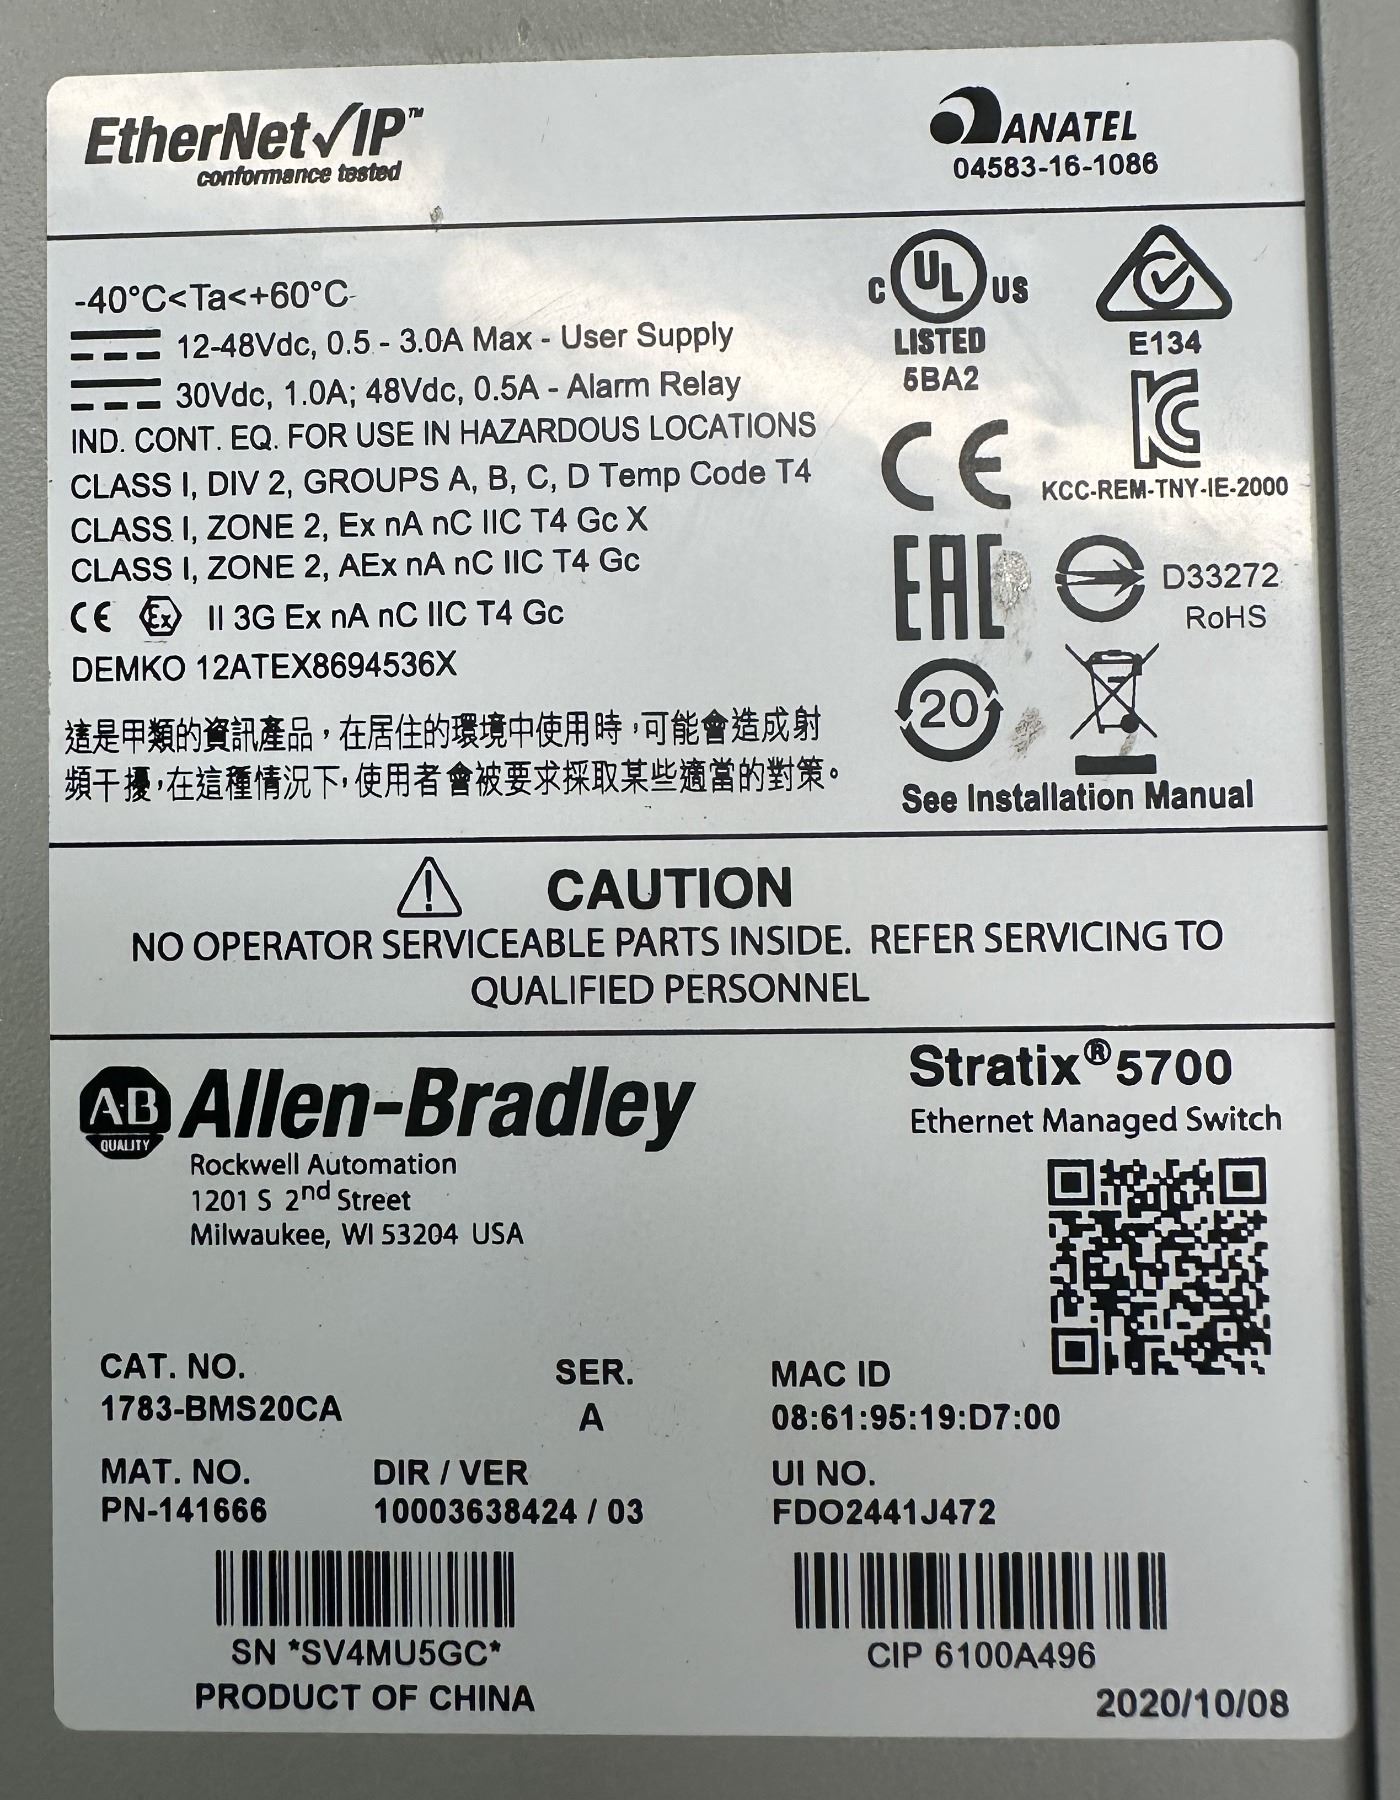 EtherNet/IP™
conformance tested
ANATEL
04583-16-1086
-40°C<Ta<+60°C
12-48Vdc, 0.5 - 3.0A Max - User Supply
30Vdc, 1.0A; 48Vdc, 0.5A - Alarm Relay
IND. CONT. EQ. FOR USE IN HAZARDOUS LOCATIONS
CLASS I, DIV 2, GROUPS A, B, C, D Temp Code T4
CLASS I, ZONE 2, Ex nA nC IIC T4 Gc X
CLASS I, ZONE 2, AEx nA nC IIC T4 Gc
CE Ex II 3G Ex nA nC IIC T4 Gc
DEMKO 12ATEX8694536X
這是甲類的資訊產品，在居住的環境中使用時，可能會造成射
頻干擾，在這種情況下，使用者會被要求採取某些適當的對策。
C UL US
LISTED
5BA2
E134
CE
KC
KCC-REM-TNY-IE-2000
EAC
D33272
RoHS
20
See Installation Manual
CAUTION
NO OPERATOR SERVICEABLE PARTS INSIDE. REFER SERVICING TO
QUALIFIED PERSONNEL
A-B
QUALITY
Allen-Bradley
Rockwell Automation
1201 S 2nd Street
Milwaukee, WI 53204 USA
Stratix®5700
Ethernet Managed Switch
CAT. NO.
1783-BMS20CA
SER.
A
MAC ID
08:61:95:19:D7:00
MAT. NO.
PN-141666
DIR / VER
10003638424 / 03
UI NO.
FDO2441J472
SN *SV4MU5GC*
PRODUCT OF CHINA
CIP 6100A496
2020/10/08